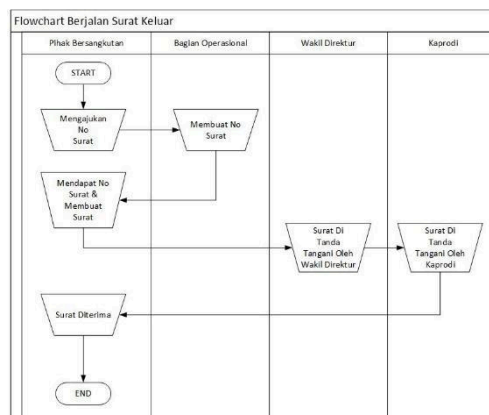 Flowchart Berjalan Surat Keluar
Pihak Bersangkutan
Bagian Operasional
Wakil Direktur
Kaprodi
START
Mengajukan
No
Surat
Membuat No
Surat
Mendapat No
Surat &
Membuat
Surat
Surat Di
Tanda
Tangani Oleh
Wakil Direktur
Surat Di
Tanda
Tangani Oleh
Kaprodi
Surat Diterima
END